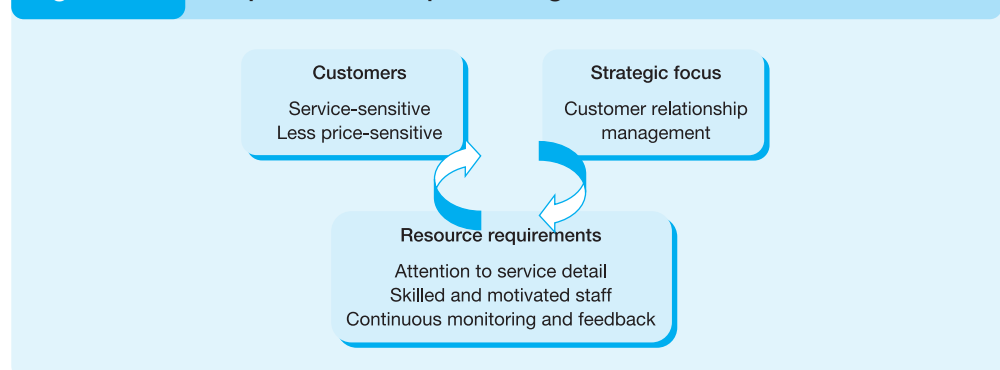 Customers
Service-sensitive
Less price-sensitive
Strategic focus
Customer relationship
management
Resource requirements
Attention to service detail
Skilled and motivated staff
Continuous monitoring and feedback